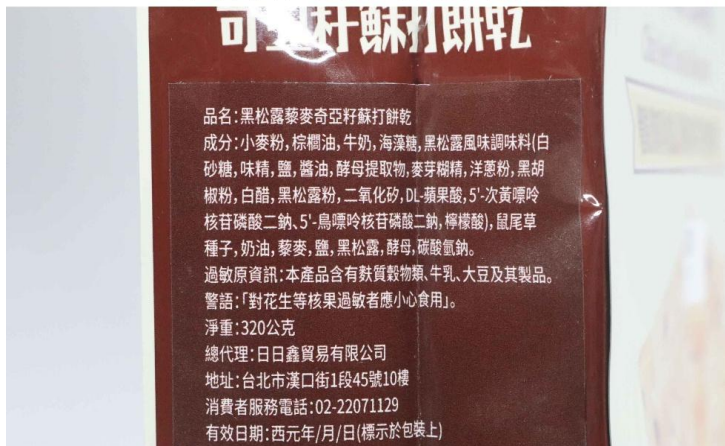 可亞籽蘇打餅乾
品名:黑松露藜麥奇亞籽蘇打餅乾
成分:小麥粉,棕櫚油,牛奶,海藻糖,黑松露風味調味料(白
砂糖,味精,鹽,醬油,酵母提取物,麥芽糊精,洋蔥粉,黑胡
椒粉,白醋,黑松露粉,二氧化矽,DL-蘋果酸,5'-次黃嘌呤
核苷磷酸二鈉、5'-鳥嘌呤核苷磷酸二鈉,檸檬酸),鼠尾草
種子,奶油,藜麥,鹽,黑松露,酵母,碳酸氫鈉。
過敏原資訊:本產品含有麩質穀物類、牛乳、大豆及其製品。
警語:「對花生等核果過敏者應小心食用」。
淨重:320公克
總代理:日日鑫貿易有限公司
地址:台北市漢口街1段45號10樓
消費者服務電話:02-22071129
有效日期:西元年/月/日(標示於包裝上)